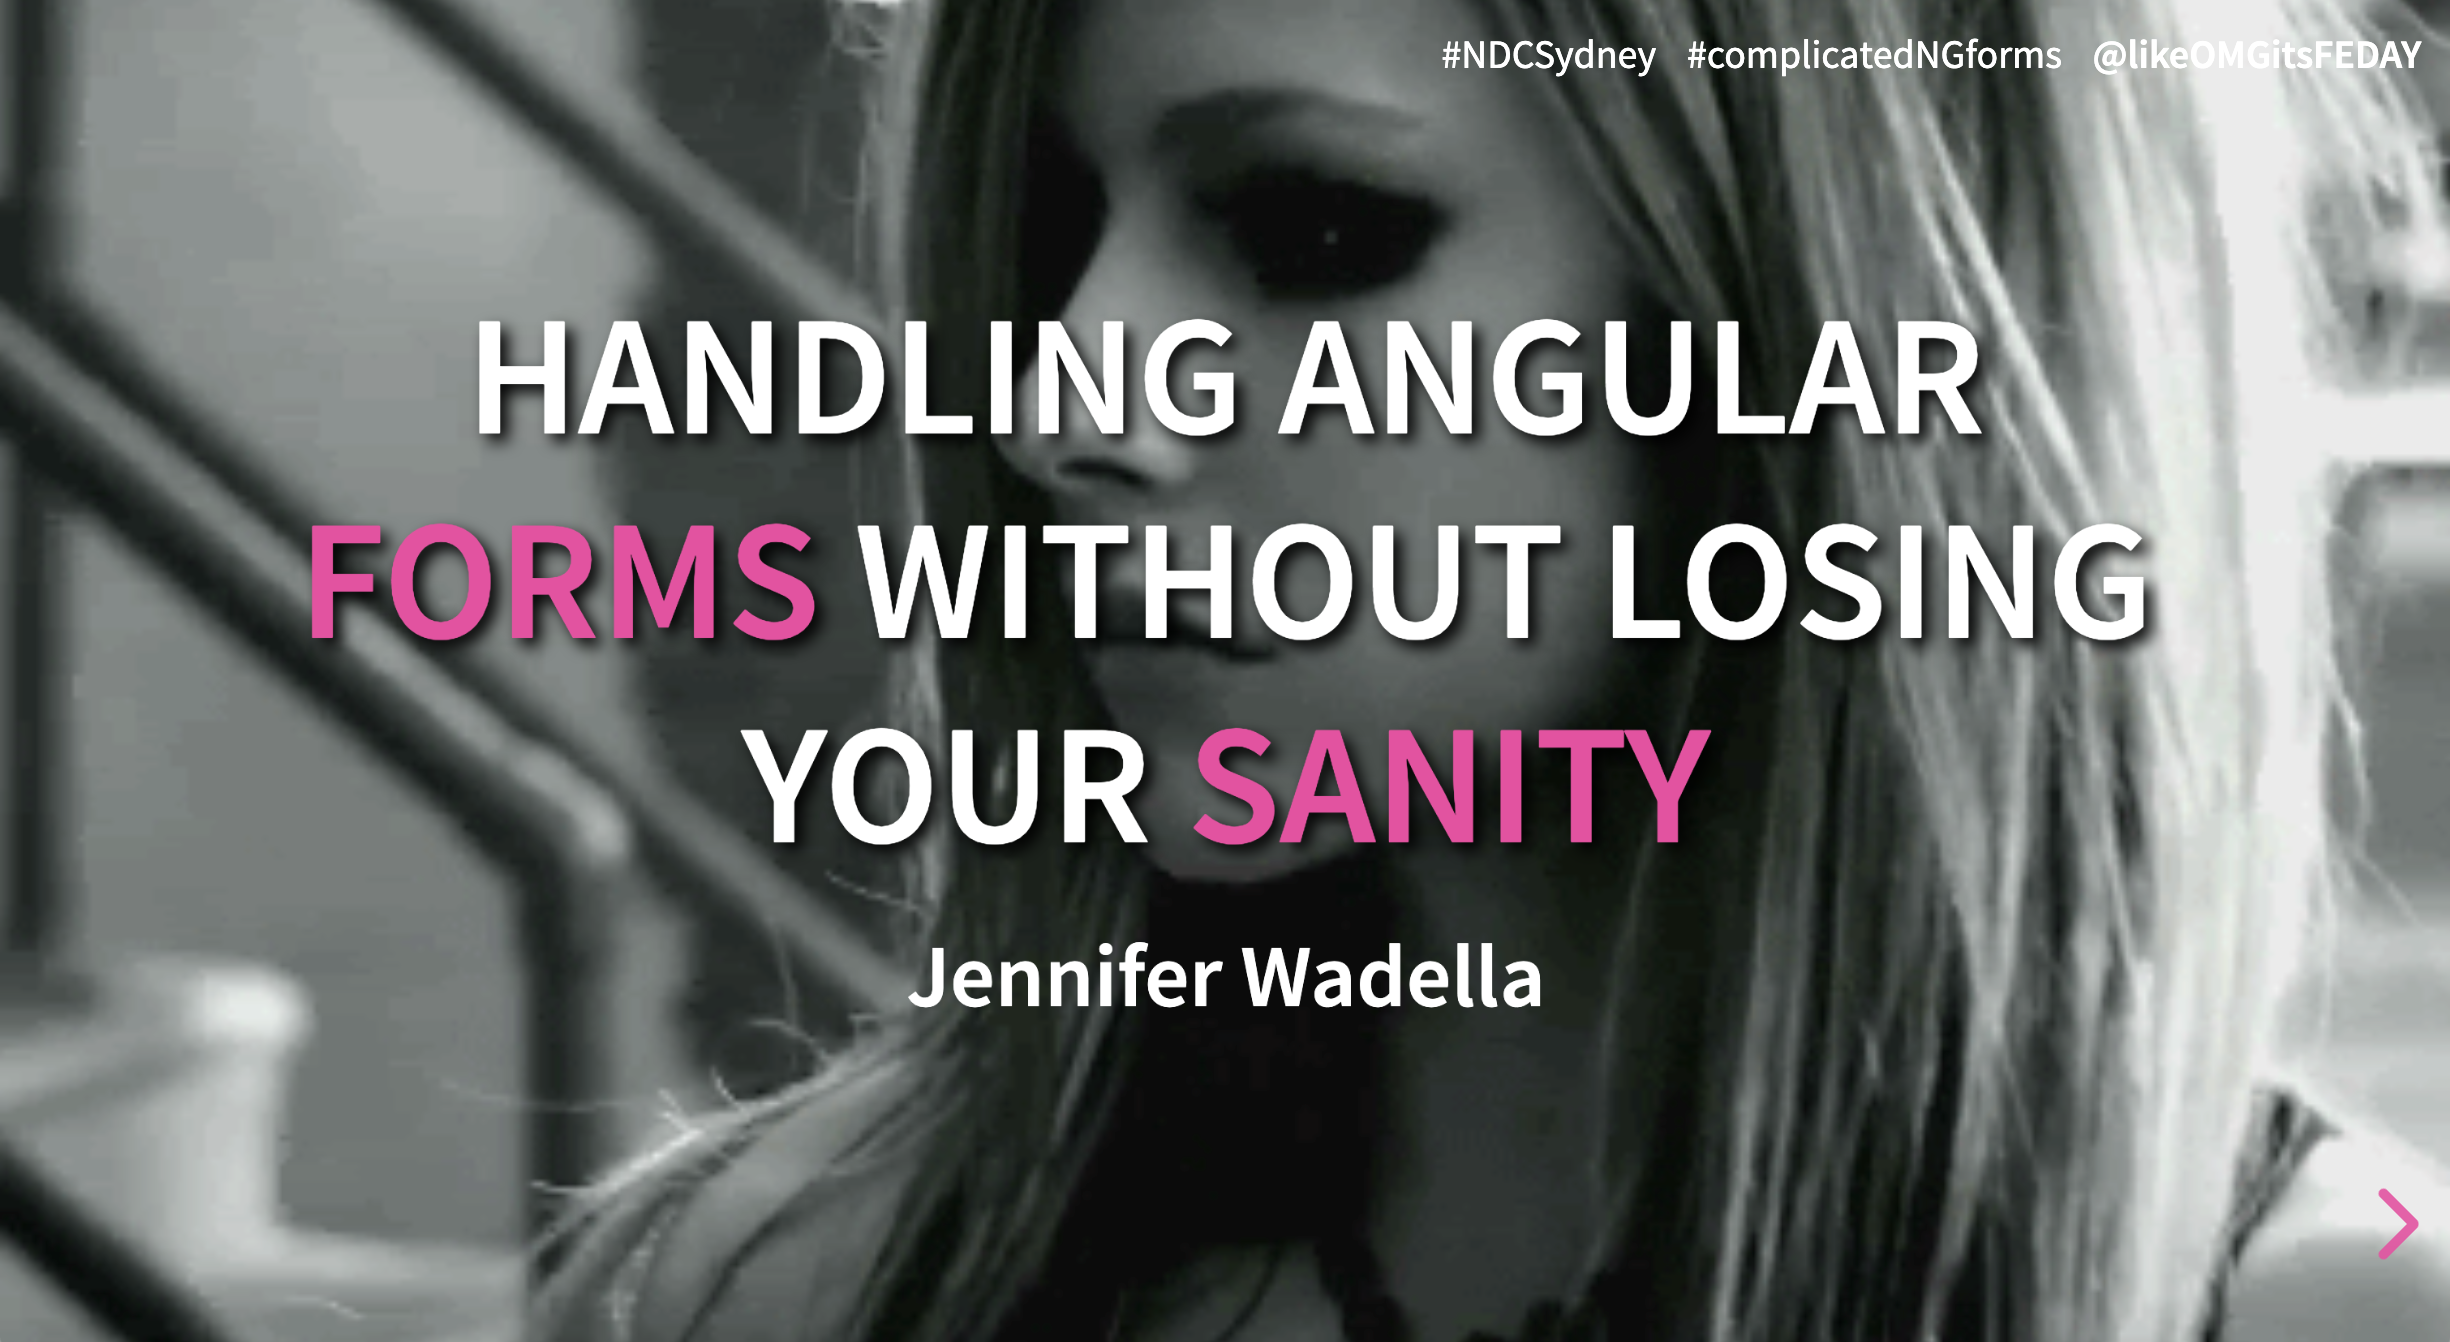 #NDCSydney #complicatedNGforms @likeOMGitsFEDAY
HANDLING ANGULAR
FORMS WITHOUT LOSING
YOUR SANITY
Jennifer Wadella